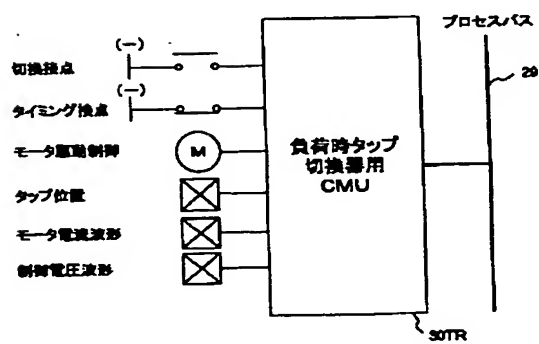 プロセスバス
29
(−)
切換接点
(−)
タイミング接点
モータ駆動制御
M
タップ位置
モータ電流波形
制御電圧波形
負荷時タップ
切換器用
CMU
30TR